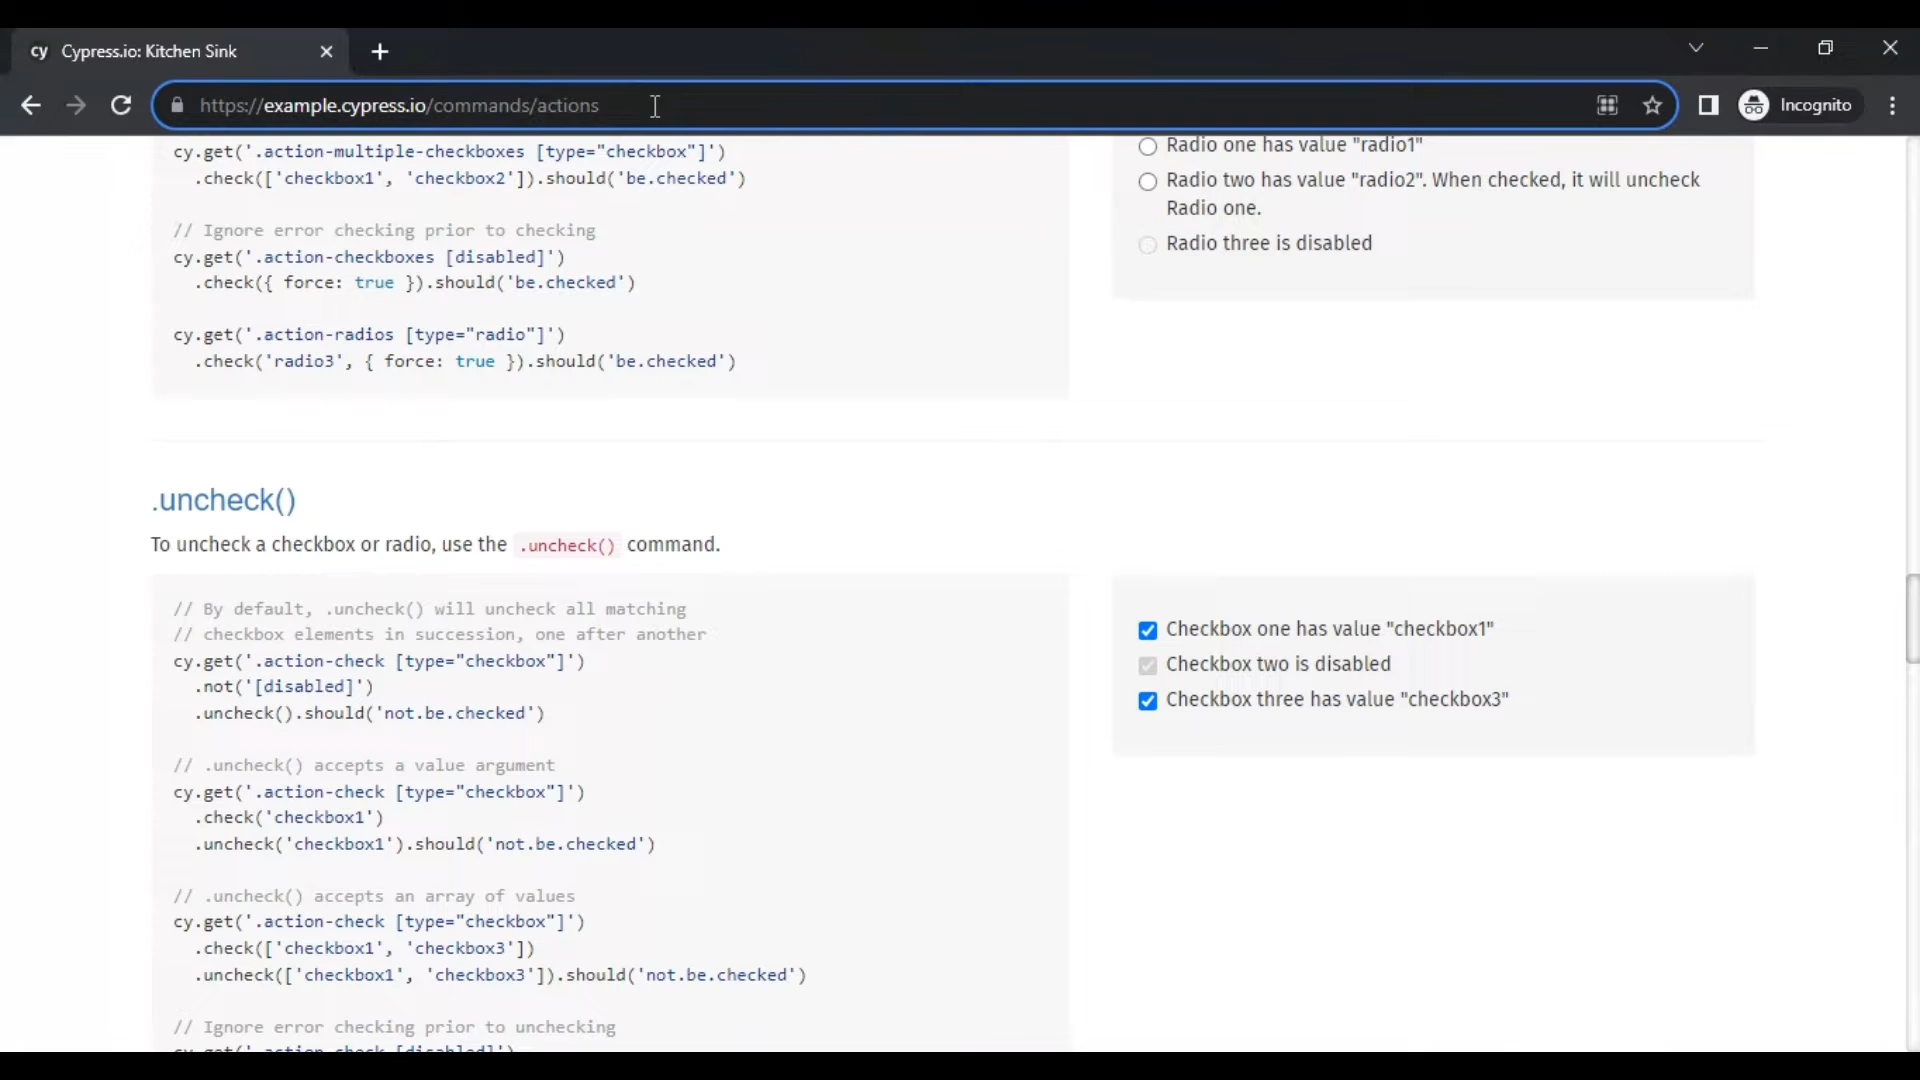 cy Cypress.io: Kitchen Sink
https://example.cypress.io/commands/actions
Incognito
cy.get('.action-multiple-checkboxes [type="checkbox"]')
.check(['checkbox1', 'checkbox2']).should('be.checked')
// Ignore error checking prior to checking
cy.get('.action-checkboxes [disabled]')
.check({ force: true }).should('be.checked')
cy.get('.action-radios [type="radio"]')
.check('radio3', { force: true }).should('be.checked')
Radio one has value "radio1"
Radio two has value "radio2". When checked, it will uncheck
Radio one.
Radio three is disabled
.uncheck()
To uncheck a checkbox or radio, use the .uncheck() command.
// By default, .uncheck() will uncheck all matching
// checkbox elements in succession, one after another
cy.get('.action-check [type="checkbox"]')
.not('[disabled]')
.uncheck().should('not.be.checked')
// .uncheck() accepts a value argument
cy.get('.action-check [type="checkbox"]')
.check('checkbox1')
.uncheck('checkbox1').should('not.be.checked')
// .uncheck() accepts an array of values
cy.get('.action-check [type="checkbox"]')
.check(['checkbox1', 'checkbox3'])
.uncheck(['checkbox1', 'checkbox3']).should('not.be.checked')
// Ignore error checking prior to unchecking
cy.get('.action-check [disabled]')
Checkbox one has value "checkbox1"
Checkbox two is disabled
Checkbox three has value "checkbox3"